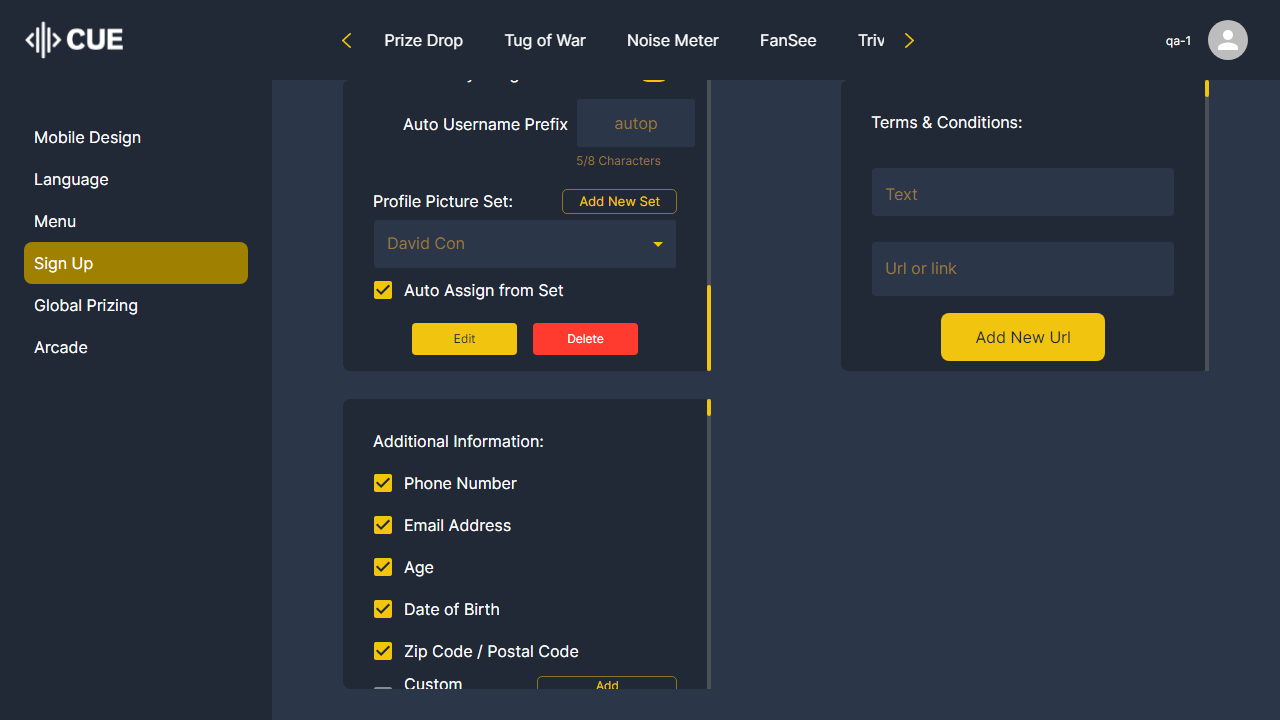 CUE
Prize Drop
Tug of War
Noise Meter
FanSee
Triv
qa-1
Mobile Design
Language
Menu
Sign Up
Global Prizing
Arcade
Auto Username Prefix
autop
5/8 Characters
Profile Picture Set:
Add New Set
David Con
Auto Assign from Set
Edit
Delete
Terms & Conditions:
Text
Url or link
Add New Url
Additional Information:
Phone Number
Email Address
Age
Date of Birth
Zip Code / Postal Code
Custom
Add